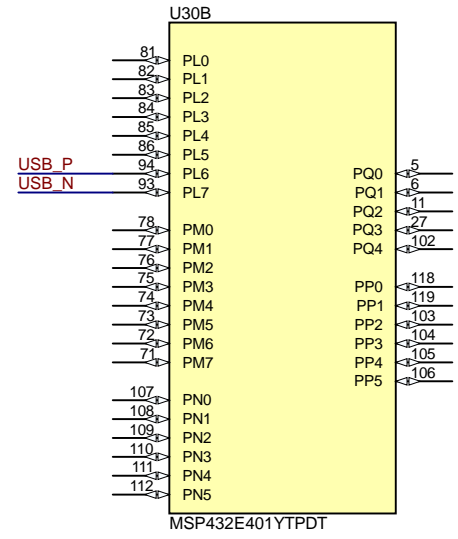 U30B
81 PL0
82 PL1
83 PL2
84 PL3
85 PL4
86 PL5
USB_P 94 PL6 PQ0 5
USB_N 93 PL7 PQ1 6
PQ2 11
78 PM0 PQ3 27
77 PM1 PQ4 102
76 PM2
75 PM3 PP0 118
74 PM4 PP1 119
73 PM5 PP2 103
72 PM6 PP3 104
71 PM7 PP4 105
PP5 106
107 PN0
108 PN1
109 PN2
110 PN3
111 PN4
112 PN5
MSP432E401YTPDT